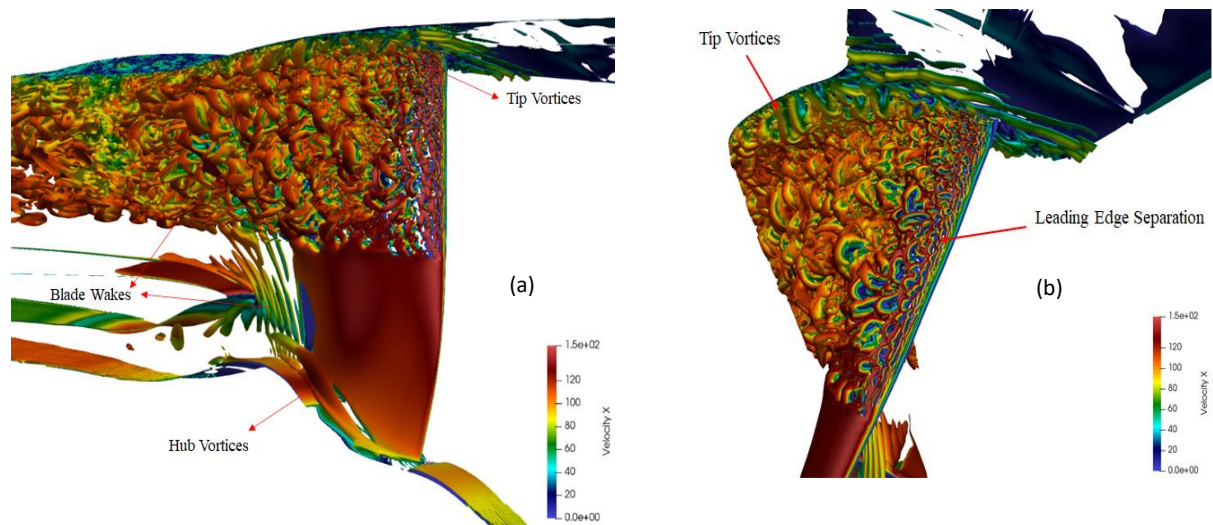 Tip Vortices
Blade Wakes
Hub Vortices
(a)
1.5e+02
120
100
80
60
40
20
0.0e+00
Velocity X
Tip Vortices
Leading Edge Separation
(b)
1.5e+02
120
100
80
60
40
20
0.0e+00
Velocity X